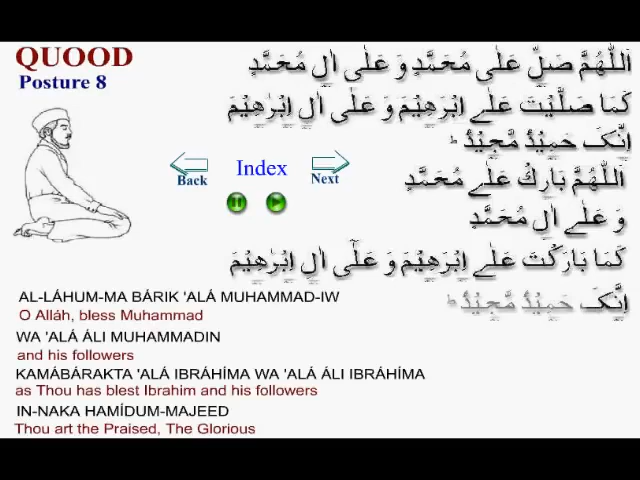 QUOOD
Posture 8
اَللّٰهُمَّ صَلِّ عَلٰى مُحَمَّدٍ وَ عَلٰى اٰلِ مُحَمَّدٍ
كَمَا صَلَّيْتَ عَلٰے اِبْرَهِيْمَ وَ عَلٰى اٰلِ اِبْرٰهِيْمَ
اِنَّكَ حَمِيْدٌ مَّجِيْدٌ ؕ
اَللّٰهُمَّ بَارِكْ عَلٰے مُحَمَّدٍ
وَ عَلٰے اٰلِ مُحَمَّدٍ
كَمَا بَارَكْتَ عَلٰے اِبْرَهِيْمَ وَ عَلٰٓى اٰلِ اِبْرٰهِيْمَ
اِنَّكَ حَمِيْدٌ مَّجِيْدٌ ؕ
Back
Index
Next
AL-LÁHUM-MA BÁRIK 'ALÁ MUHAMMAD-IW
O Alláh, bless Muhammad
WA 'ALÁ ÁLI MUHAMMADIN
and his followers
KAMÁBÁRAKTA 'ALÁ IBRÁHÍMA WA 'ALÁ ÁLI IBRÁHÍMA
as Thou has blest Ibrahim and his followers
IN-NAKA HAMÍDUM-MAJEED
Thou art the Praised, The Glorious